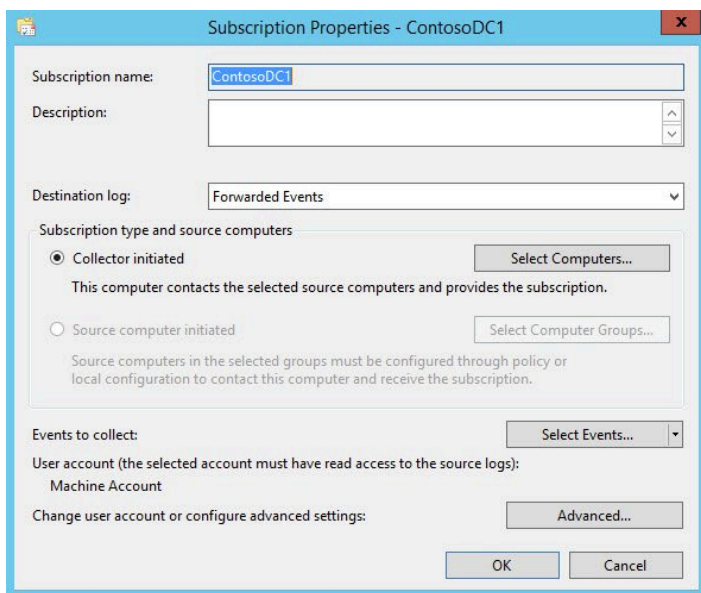 Subscription Properties - ContosoDC1
x
Subscription name:
ContosoDC1
Description:
Destination log:
Forwarded Events
Subscription type and source computers
Collector initiated
Select Computers...
This computer contacts the selected source computers and provides the subscription.
Source computer initiated
Select Computer Groups...
Source computers in the selected groups must be configured through policy or
local configuration to contact this computer and receive the subscription.
Events to collect:
Select Events...
User account (the selected account must have read access to the source logs):
Machine Account
Change user account or configure advanced settings:
Advanced...
OK
Cancel